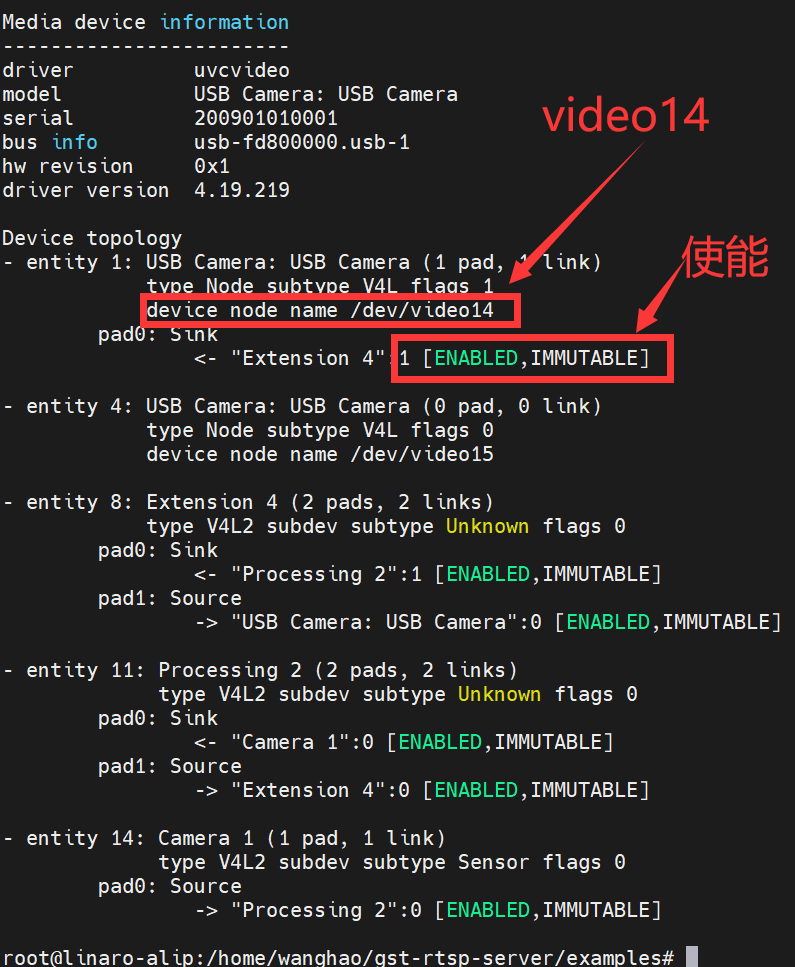 Media device information
------------------------
driver          uvcvideo
model           USB Camera: USB Camera
serial          200901010001
bus info        usb-fd800000.usb-1
hw revision     0x1
driver version  4.19.219
video14
Device topology
- entity 1: USB Camera: USB Camera (1 pad, 1 link)
使能
            type Node subtype V4L flags 1
            device node name /dev/video14
        pad0: Sink
                <- "Extension 4":1 [ENABLED,IMMUTABLE]
- entity 4: USB Camera: USB Camera (0 pad, 0 link)
            type Node subtype V4L flags 0
            device node name /dev/video15
- entity 8: Extension 4 (2 pads, 2 links)
            type V4L2 subdev subtype Unknown flags 0
        pad0: Sink
                <- "Processing 2":1 [ENABLED,IMMUTABLE]
        pad1: Source
                -> "USB Camera: USB Camera":0 [ENABLED,IMMUTABLE]
- entity 11: Processing 2 (2 pads, 2 links)
             type V4L2 subdev subtype Unknown flags 0
        pad0: Sink
                <- "Camera 1":0 [ENABLED,IMMUTABLE]
        pad1: Source
                -> "Extension 4":0 [ENABLED,IMMUTABLE]
- entity 14: Camera 1 (1 pad, 1 link)
             type V4L2 subdev subtype Sensor flags 0
        pad0: Source
                -> "Processing 2":0 [ENABLED,IMMUTABLE]
root@linaro-alip:/home/wanghao/gst-rtsp-server/examples#